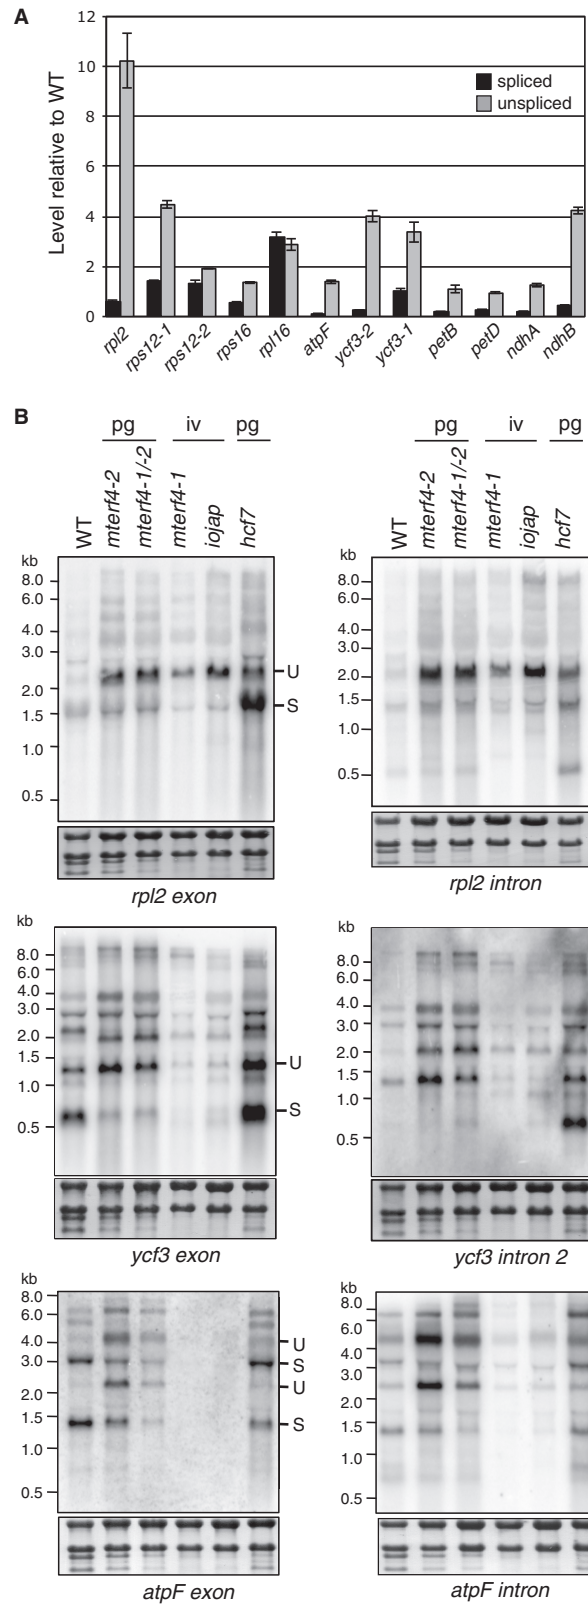 A
Level relative to WT
12
10
8
6
4
2
0
spliced
unspliced
rpl2 rps12-1 rps12-2 rps16 rpl16 atpF ycf3-2 ycf3-1 petB petD ndhA ndhB
B
pg iv pg
WT mterf4-2 mterf4-1/-2 mterf4-1 iojap hcf7
kb
8.0
6.0
4.0
3.0
2.0
1.5
1.0
0.5
U
S
rpl2 exon
pg iv pg
WT mterf4-2 mterf4-1/-2 mterf4-1 iojap hcf7
kb
8.0
6.0
4.0
3.0
2.0
1.5
1.0
0.5
rpl2 intron
kb
8.0
6.0
4.0
3.0
2.0
1.5
1.0
0.5
U
S
ycf3 exon
kb
8.0
6.0
4.0
3.0
2.0
1.5
1.0
0.5
ycf3 intron 2
kb
8.0
6.0
4.0
3.0
2.0
1.5
1.0
0.5
U
S
U
S
atpF exon
kb
8.0
6.0
4.0
3.0
2.0
1.5
1.0
0.5
atpF intron